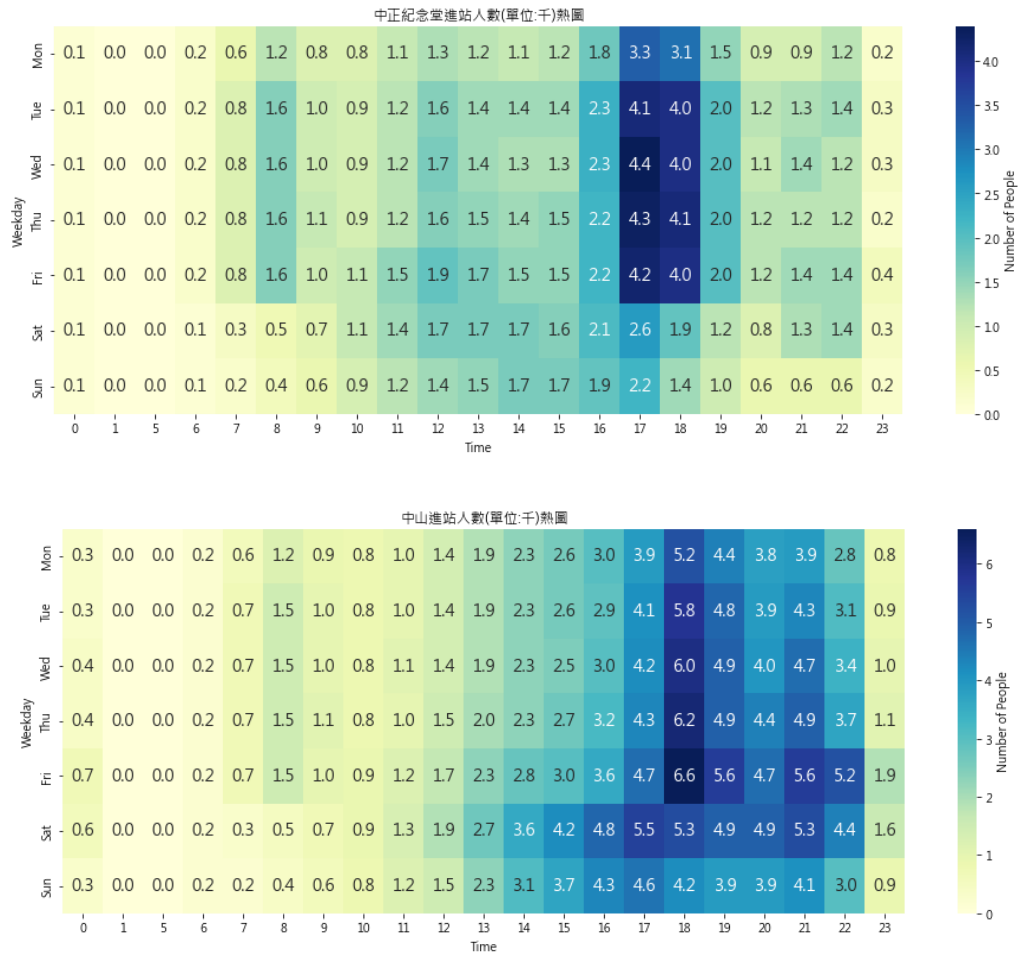 中正紀念堂進站人數(單位:千)熱圖
Mon 0.1 0.0 0.0 0.2 0.6 1.2 0.8 0.8 1.1 1.3 1.2 1.1 1.2 1.8 3.3 3.1 1.5 0.9 0.9 1.2 0.2
Tue 0.1 0.0 0.0 0.2 0.8 1.6 1.0 0.9 1.2 1.6 1.4 1.4 1.4 2.3 4.1 4.0 2.0 1.2 1.3 1.4 0.3
Wed 0.1 0.0 0.0 0.2 0.8 1.6 1.0 0.9 1.2 1.7 1.4 1.3 1.3 2.3 4.4 4.0 2.0 1.1 1.4 1.2 0.3
Thu 0.1 0.0 0.0 0.2 0.8 1.6 1.1 0.9 1.2 1.6 1.5 1.4 1.5 2.2 4.3 4.1 2.0 1.2 1.2 1.2 0.2
Fri 0.1 0.0 0.0 0.2 0.8 1.6 1.0 1.1 1.5 1.9 1.7 1.5 1.5 2.2 4.2 4.0 2.0 1.2 1.4 1.4 0.4
Sat 0.1 0.0 0.0 0.1 0.3 0.5 0.7 1.1 1.4 1.7 1.7 1.7 1.6 2.1 2.6 1.9 1.2 0.8 1.3 1.4 0.3
Sun 0.1 0.0 0.0 0.1 0.2 0.4 0.6 0.9 1.2 1.4 1.5 1.7 1.7 1.9 2.2 1.4 1.0 0.6 0.6 0.6 0.2
Weekday
0 1 5 6 7 8 9 10 11 12 13 14 15 16 17 18 19 20 21 22 23
Time
4.0
3.5
3.0
2.5
2.0
1.5
1.0
0.5
0.0
Number of People
中山進站人數(單位:千)熱圖
Mon 0.3 0.0 0.0 0.2 0.6 1.2 0.9 0.8 1.0 1.4 1.9 2.3 2.6 3.0 3.9 5.2 4.4 3.8 3.9 2.8 0.8
Tue 0.3 0.0 0.0 0.2 0.7 1.5 1.0 0.8 1.0 1.4 1.9 2.3 2.6 2.9 4.1 5.8 4.8 3.9 4.3 3.1 0.9
Wed 0.4 0.0 0.0 0.2 0.7 1.5 1.0 0.8 1.1 1.4 1.9 2.3 2.5 3.0 4.2 6.0 4.9 4.0 4.7 3.4 1.0
Thu 0.4 0.0 0.0 0.2 0.7 1.5 1.1 0.8 1.0 1.5 2.0 2.3 2.7 3.2 4.3 6.2 4.9 4.4 4.9 3.7 1.1
Fri 0.7 0.0 0.0 0.2 0.7 1.5 1.0 0.9 1.2 1.7 2.3 2.8 3.0 3.6 4.7 6.6 5.6 4.7 5.6 5.2 1.9
Sat 0.6 0.0 0.0 0.2 0.3 0.5 0.7 0.9 1.3 1.9 2.7 3.6 4.2 4.8 5.5 5.3 4.9 4.9 5.3 4.4 1.6
Sun 0.3 0.0 0.0 0.2 0.2 0.4 0.6 0.8 1.2 1.5 2.3 3.1 3.7 4.3 4.6 4.2 3.9 3.9 4.1 3.0 0.9
Weekday
0 1 5 6 7 8 9 10 11 12 13 14 15 16 17 18 19 20 21 22 23
Time
6
5
4
3
2
1
0
Number of People